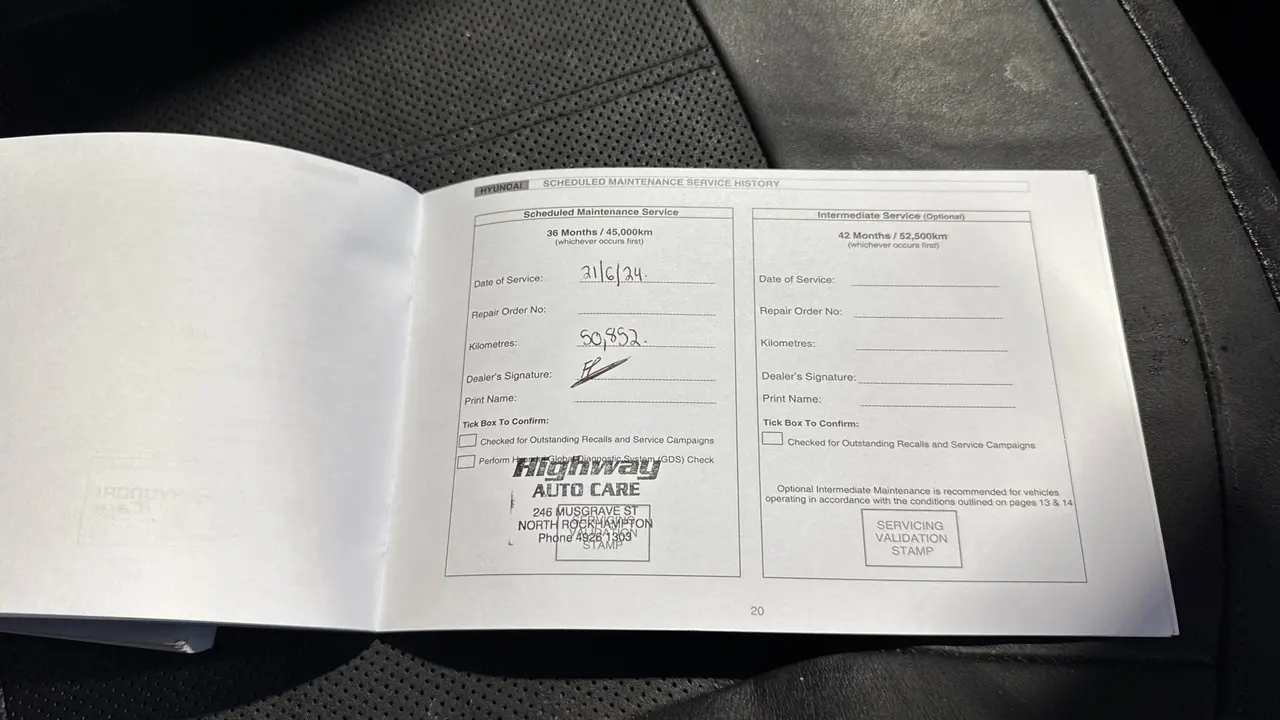 HYUNDAI SCHEDULED MAINTENANCE SERVICE HISTORY
Scheduled Maintenance Service
36 Months / 45,000km
(whichever occurs first)
Date of Service: 21/6/24.
Repair Order No:
Kilometres: 50,852.
Dealer's Signature:
Print Name:
Tick Box To Confirm:
Checked for Outstanding Recalls and Service Campaigns
Perform Hyundai Global Diagnostic System (GDS) Check
Highway
AUTO CARE
246 MUSGRAVE ST
NORTH ROCKHAMPTON
Phone 4926 1303
SERVICING
VALIDATION
STAMP
Intermediate Service (Optional)
42 Months / 52,500km
(whichever occurs first)
Date of Service:
Repair Order No:
Kilometres:
Dealer's Signature:
Print Name:
Tick Box To Confirm:
Checked for Outstanding Recalls and Service Campaigns
Optional Intermediate Maintenance is recommended for vehicles
operating in accordance with the conditions outlined on pages 13 & 14
SERVICING
VALIDATION
STAMP
20